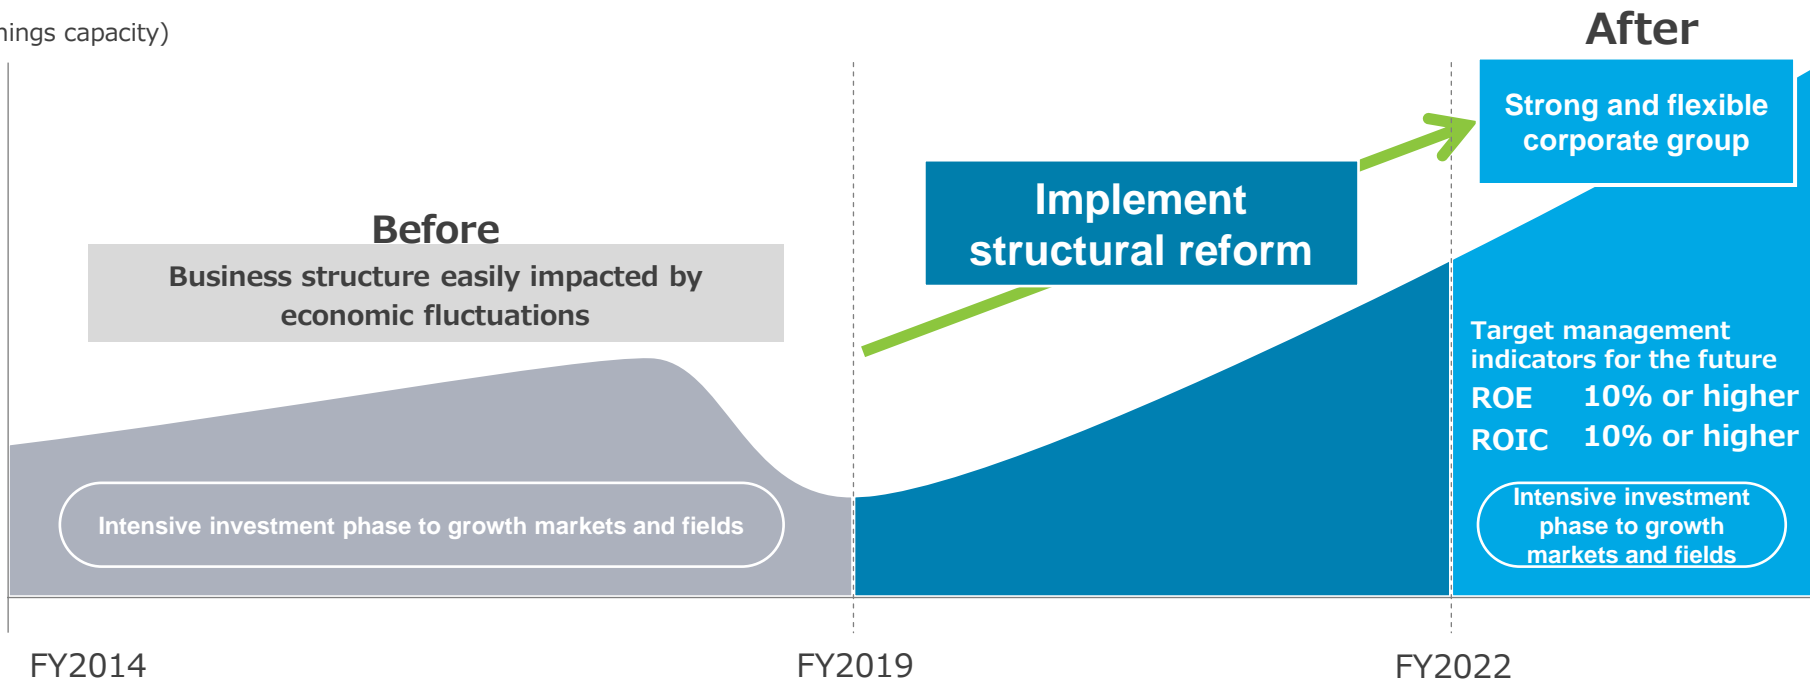 capacity)
After
Strong and flexible
corporate group
Implement
structural reform
Before
Business structure easily impacted by
economic fluctuations
Target management
indicators for the future
ROE 10% or higher
ROIC 10% or higher
Intensive investment phase to growth markets and fields
Intensive investment
phase to growth
markets and fields
FY2014
FY2019
FY2022